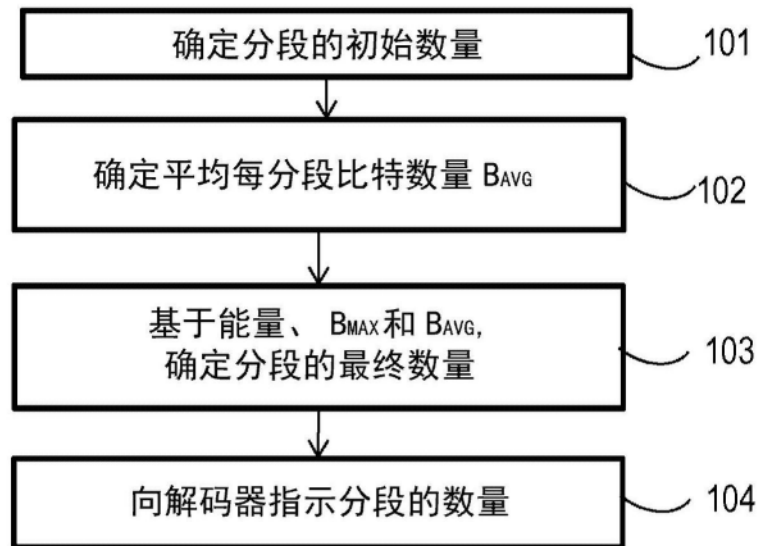 确定分段的初始数量
101
确定平均每分段比特数量 BAVG
102
基于能量、 BMAX 和 BAVG,
确定分段的最终数量
103
向解码器指示分段的数量
104